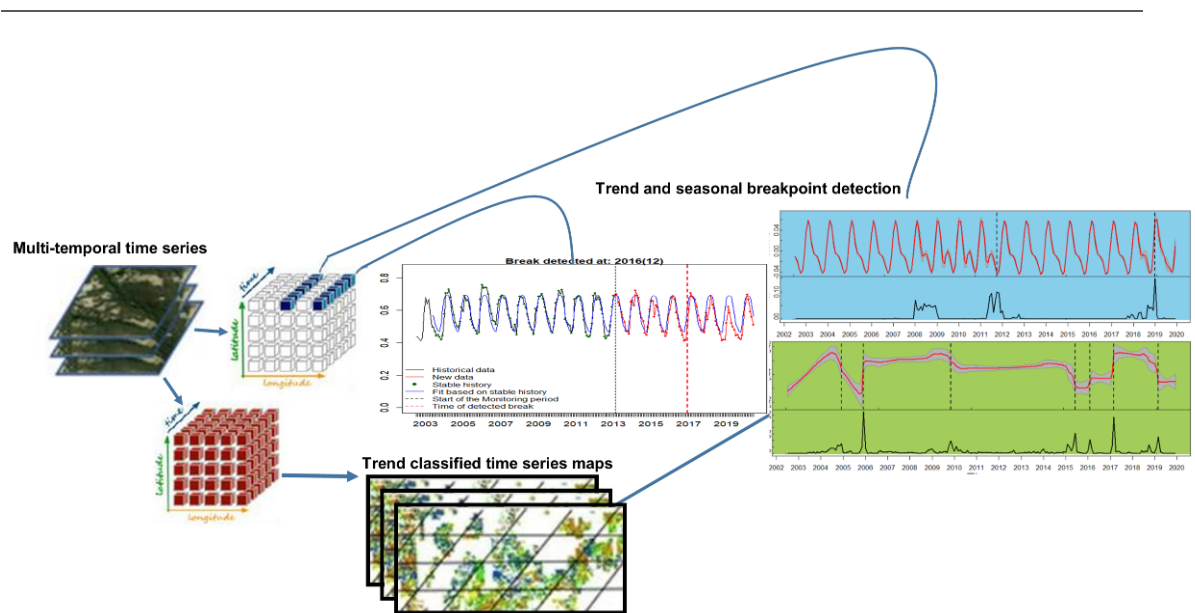 Trend and seasonal breakpoint detection
Multi-temporal time series
time
latitude
longitude
Break detected at: 2016(12)
0.8
0.6
0.4
0.2
0.0
Historical data
New data
Stable history
Fit based on stable history
Start of the Monitoring period
Time of detected break
2003 2005 2007 2009 2011 2013 2015 2017 2019
0.04
-0.04
0.10
.00
2002 2003 2004 2005 2006 2007 2008 2009 2010 2011 2012 2013 2014 2015 2016 2017 2018 2019 2020
2002 2003 2004 2005 2006 2007 2008 2009 2010 2011 2012 2013 2014 2015 2016 2017 2018 2019 2020
time
latitude
longitude
Trend classified time series maps